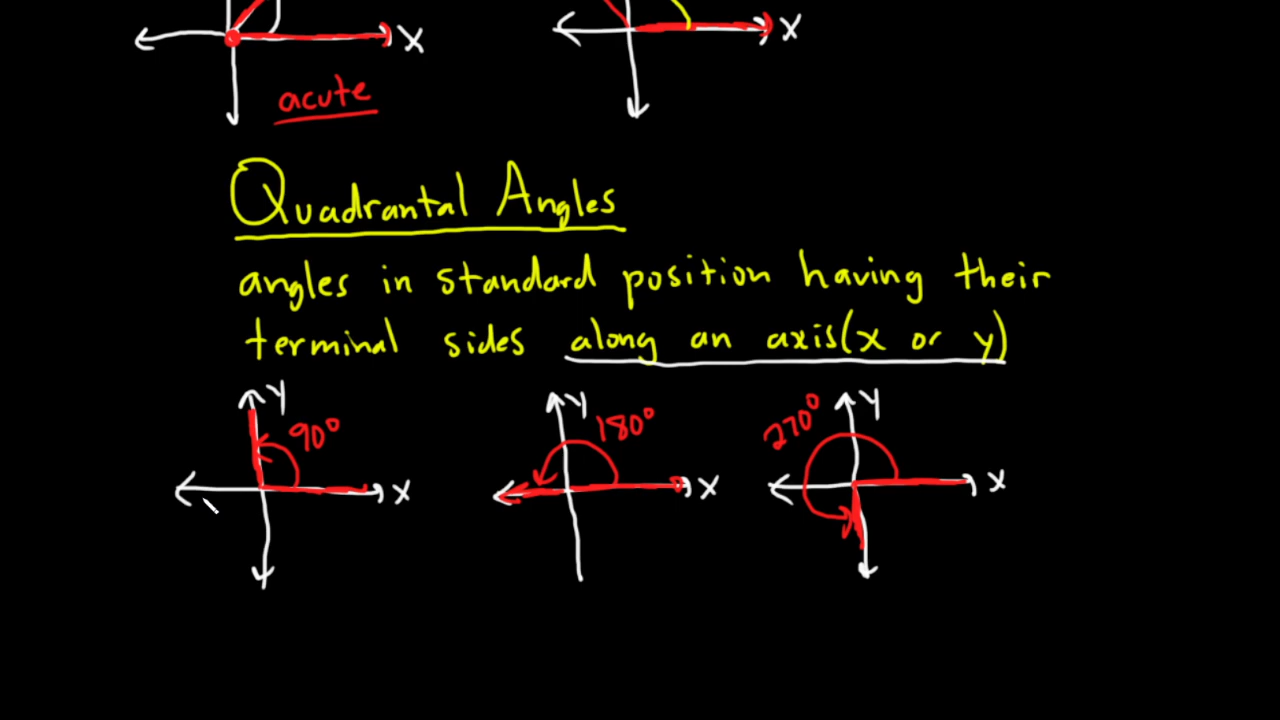 X
X
acute
Quadrantal Angles
angles in standard position having their
terminal sides along an axis (x or y)
Y 90° X
Y 180° X
270° Y X